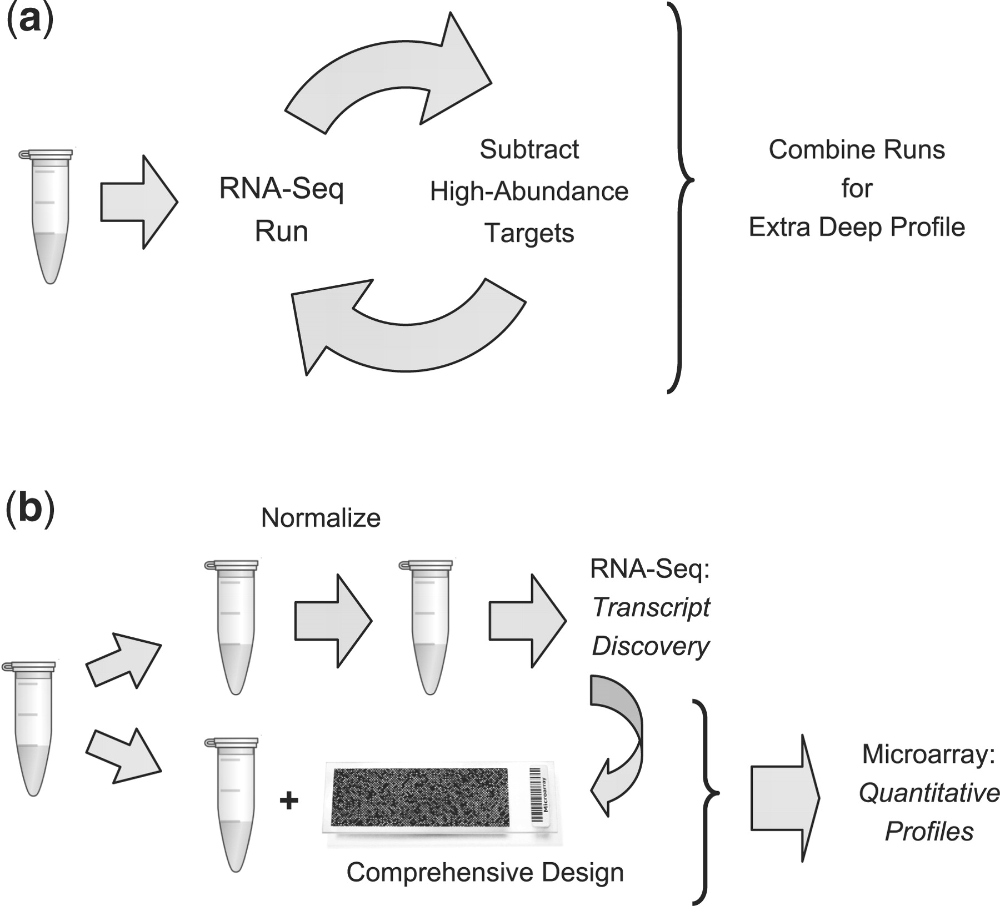 (a)
RNA-Seq
Run
Subtract
High-Abundance
Targets
Combine Runs
for
Extra Deep Profile
(b)
Normalize
RNA-Seq:
Transcript
Discovery
+
Microarray
Comprehensive Design
Microarray:
Quantitative
Profiles